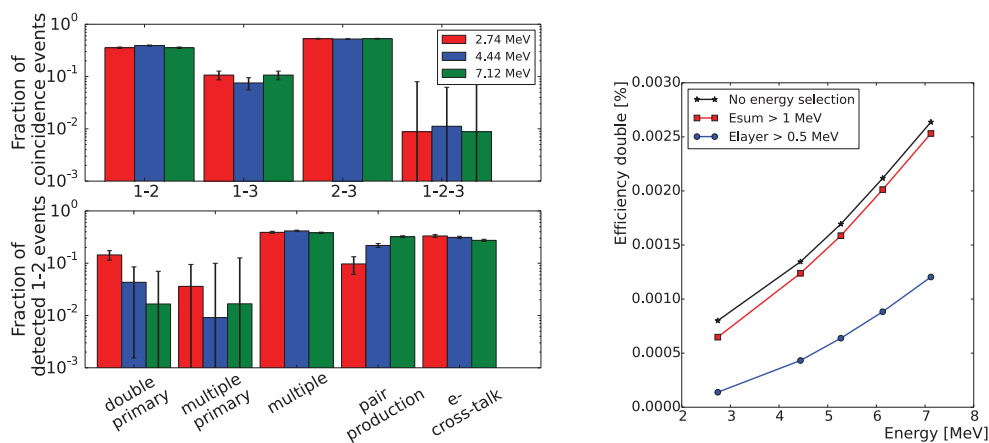 Fraction of
coincidence events
10^0
10^-1
10^-2
10^-3
2.74 MeV
4.44 MeV
7.12 MeV
1-2
1-3
2-3
1-2-3
Fraction of
detected 1-2 events
10^0
10^-1
10^-2
10^-3
double
primary
multiple
primary
multiple
pair
production
e-
cross-talk
Efficiency double [%]
0.0030
0.0025
0.0020
0.0015
0.0010
0.0005
0.0000
No energy selection
Esum > 1 MeV
Elayer > 0.5 MeV
2
3
4
5
6
7
8
Energy [MeV]